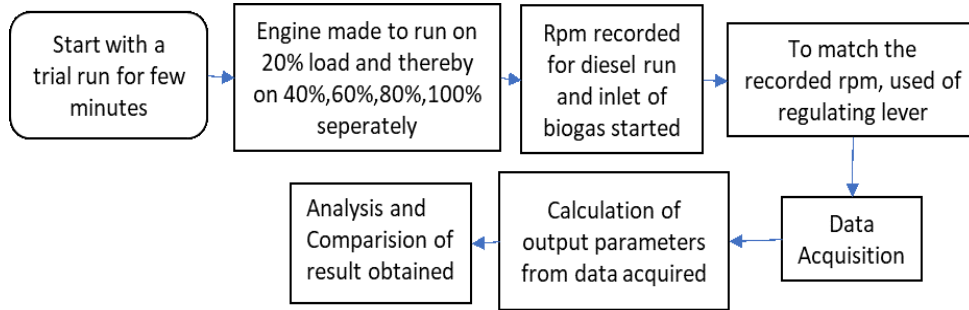 Start with a
trial run for few
minutes
Engine made to run on
20% load and thereby
on 40%,60%,80%,100%
seperately
Rpm recorded
for diesel run
and inlet of
biogas started
To match the
recorded rpm, used of
regulating lever
Data
Acquisition
Calculation of
output parameters
from data acquired
Analysis and
Comparision of
result obtained